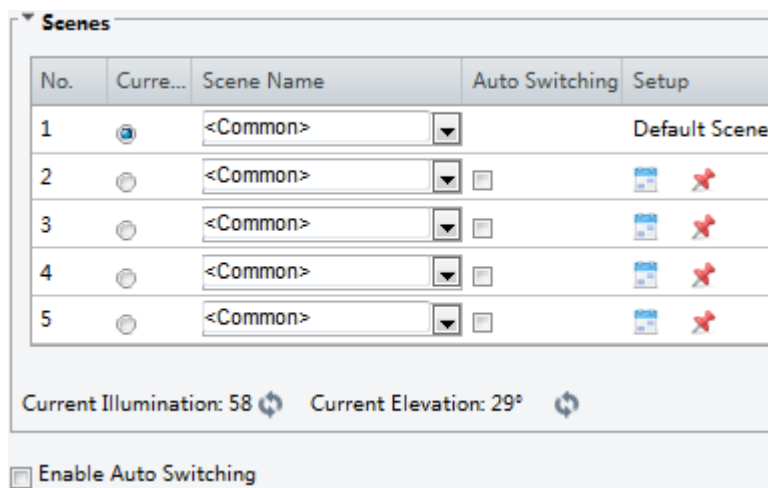 Scenes
No. Curre... Scene Name Auto Switching Setup
1 <Common> Default Scene
2 <Common>
3 <Common>
4 <Common>
5 <Common>
Current Illumination: 58 Current Elevation: 29°
Enable Auto Switching